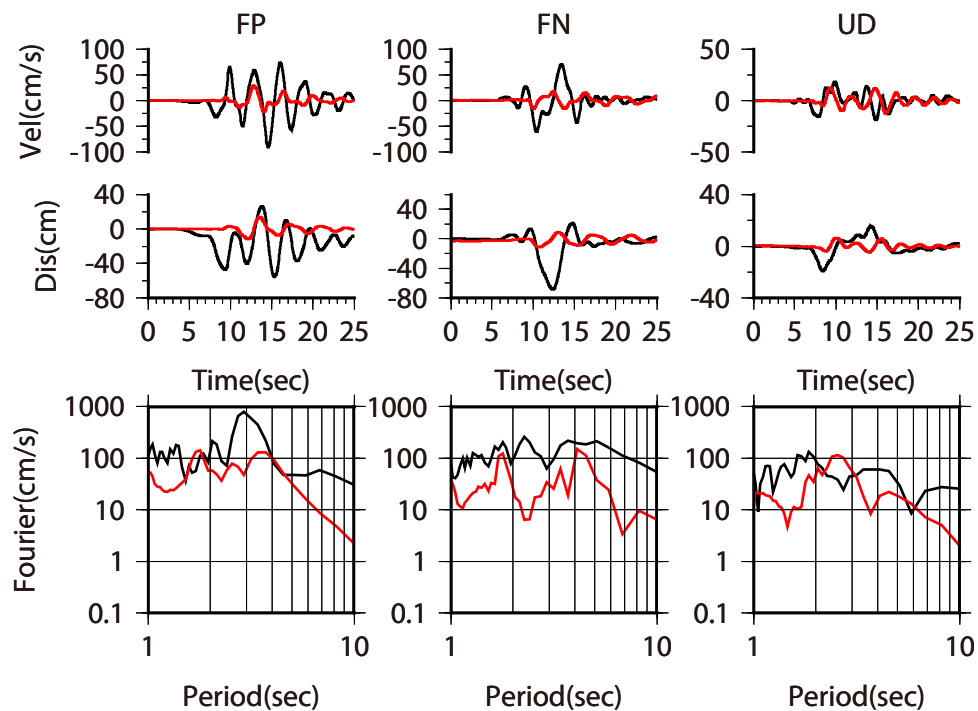 FP FN UD
Vel(cm/s) 100 50 0 -50 -100 100 50 0 -50 -100 50 0 -50
Dis(cm) 40 0 -40 -80 40 0 -40 -80 40 0 -40
0 5 10 15 20 25 0 5 10 15 20 25 0 5 10 15 20 25
Time(sec) Time(sec) Time(sec)
Fourier(cm/s) 1000 100 10 1 0.1 1000 100 10 1 0.1 1000 100 10 1 0.1
1 10 1 10 1 10
Period(sec) Period(sec) Period(sec)